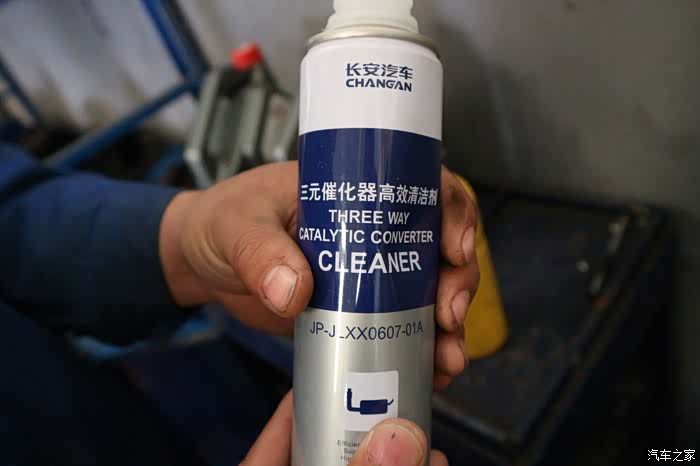 长安汽车
CHANGAN
三元催化器高效清洁剂
THREE WAY
CATALYTIC CONVERTER
CLEANER
JP-JLXX0607-01A
汽车之家